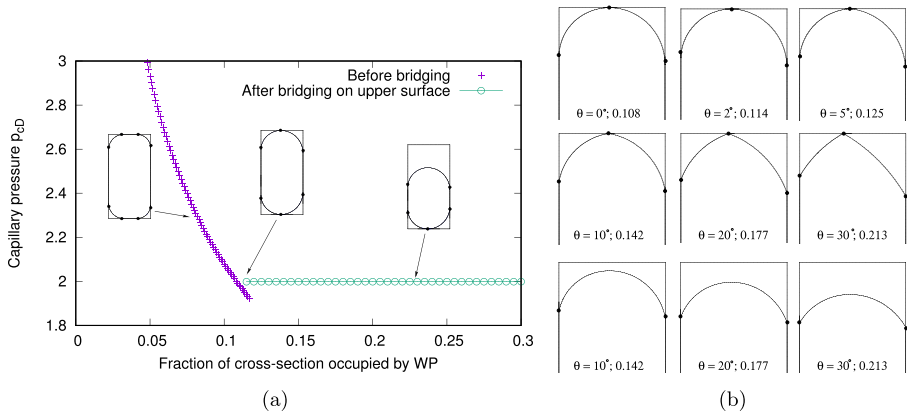 3
2.8
2.6
2.4
2.2
2
1.8
0
0.05
0.1
0.15
0.2
0.25
0.3
Capillary pressure pcD
Fraction of cross-section occupied by WP
Before bridging
After bridging on upper surface
(a)
θ = 0°; 0.108
θ = 2°; 0.114
θ = 5°; 0.125
θ = 10°; 0.142
θ = 20°; 0.177
θ = 30°; 0.213
θ = 10°; 0.142
θ = 20°; 0.177
θ = 30°; 0.213
(b)